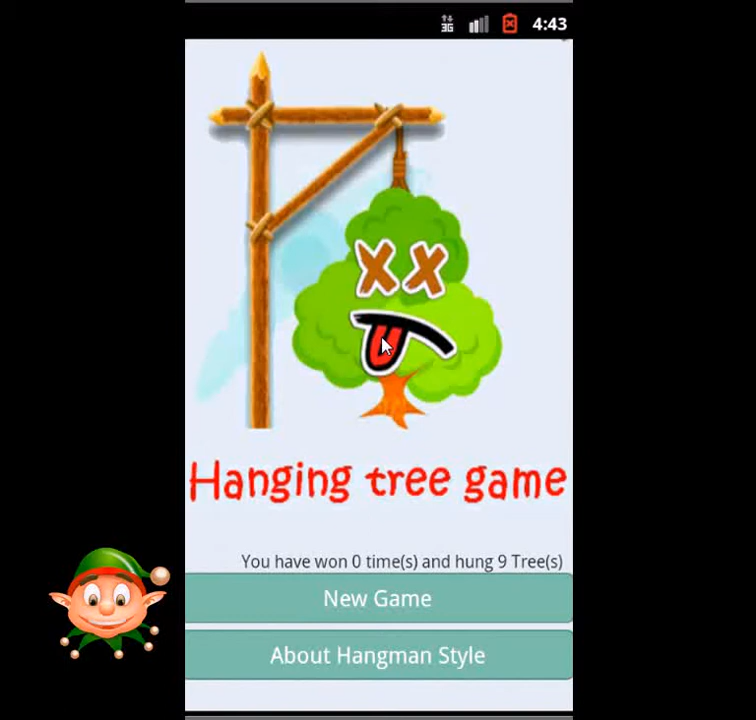 3G 4:43
Hanging tree game
You have won 0 time(s) and hung 9 Tree(s)
New Game
About Hangman Style